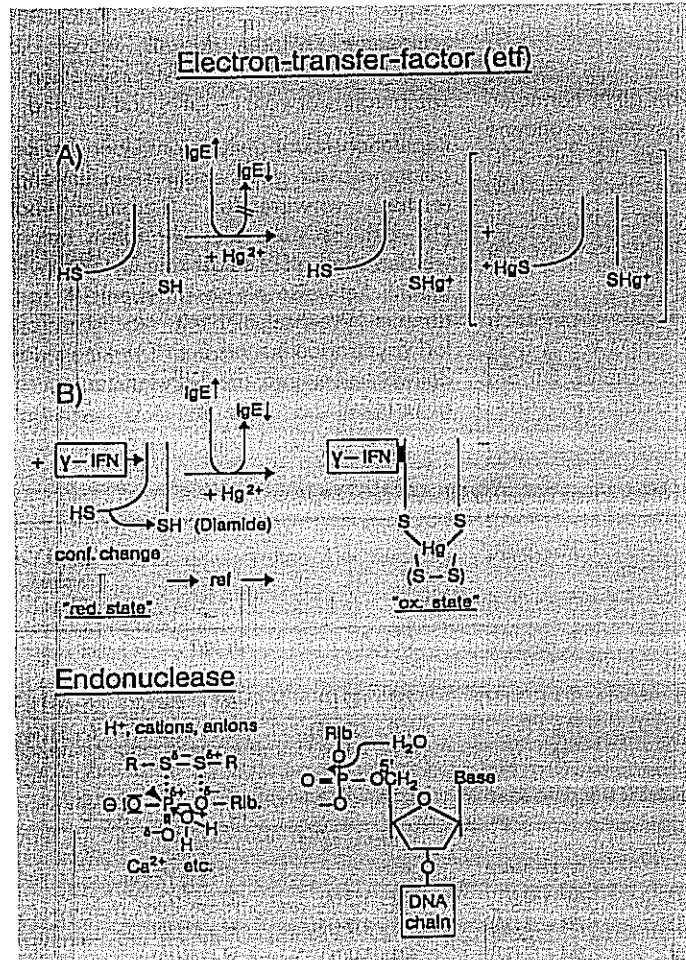 Electron-transfer-factor (etf)
A)
IgE↑
IgE↓
+ Hg²⁺
HS
SH
HS
SHg⁺
+
⁺HgS
SHg⁺
B)
IgE↑
IgE↓
+ γ–IFN
+ Hg²⁺
HS
SH (Diamide)
conf. change
"red. state"
→ ref →
γ–IFN
S S
Hg
(S–S)
"ox. state"
Endonuclease
H⁺, cations, anions
R–S–S–R
δ⁻ δ⁺
P
δ⁺
O
δ⁻
–Rib.
O
H
H
Ca²⁺ etc.
Rib
O
H₂O
O=P–OCH₂
5'
O
Base
O
O
DNA
chain